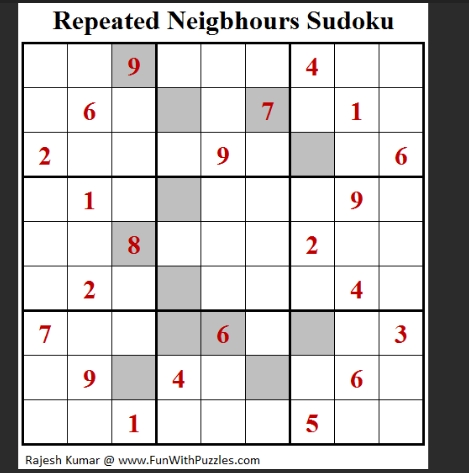 Repeated Neigbhours Sudoku
9 4
6 7 1
2 9 6
1 9
8 2
2 4
7 6 3
9 4 6
1 5
Rajesh Kumar @ www.FunWithPuzzles.com